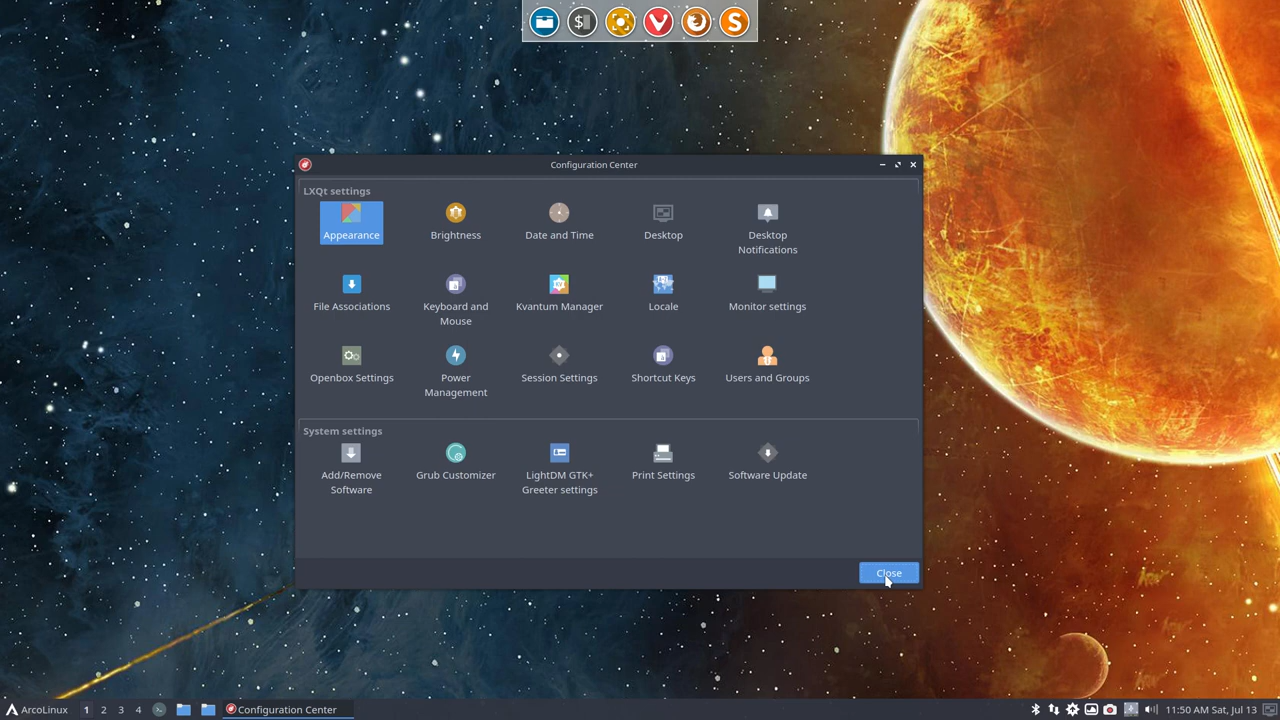 Configuration Center
LXQt settings
Appearance
Brightness
Date and Time
Desktop
Desktop
Notifications
File Associations
Keyboard and
Mouse
Kvantum Manager
Locale
Monitor settings
Openbox Settings
Power
Management
Session Settings
Shortcut Keys
Users and Groups
System settings
Add/Remove
Software
Grub Customizer
LightDM GTK+
Greeter settings
Print Settings
Software Update
Close
ArcoLinux
1 2 3 4
Configuration Center
11:50 AM Sat, Jul 13